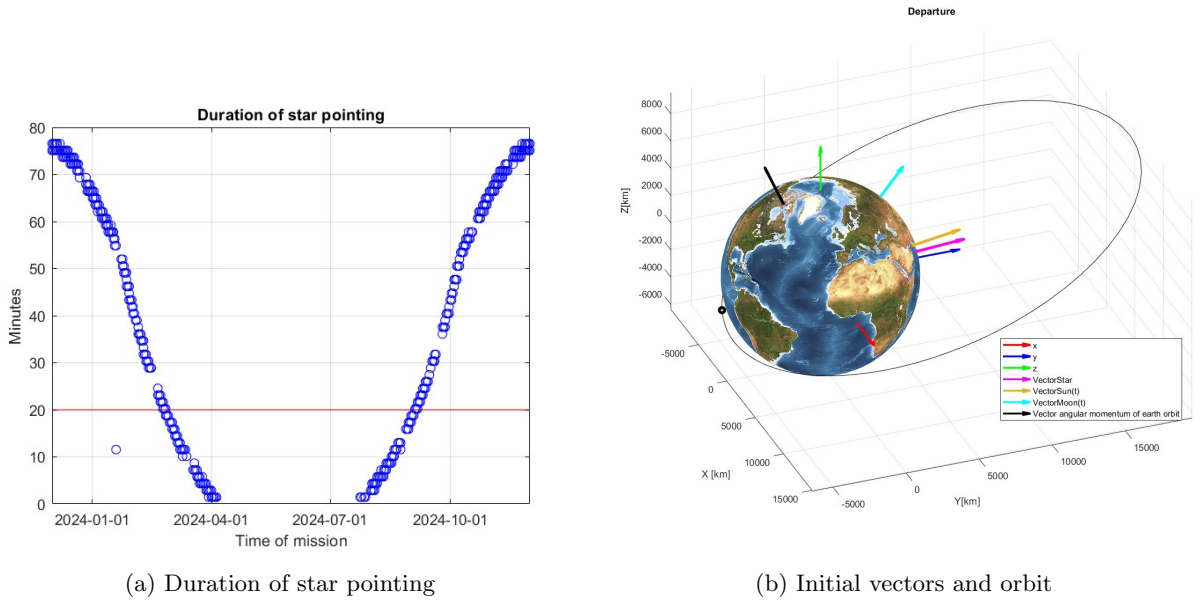 Duration of star pointing
80
70
60
50
40
30
20
10
0
Minutes
2024-01-01 2024-04-01 2024-07-01 2024-10-01
Time of mission
(a) Duration of star pointing
Departure
8000
6000
4000
2000
0
-2000
-4000
-6000
Z[km]
-5000
0
5000
10000
15000
X [km]
-5000
0
5000
10000
15000
Y[km]
x
y
z
VectorStar
VectorSun(t)
VectorMoon(t)
Vector angular momentum of earth orbit
(b) Initial vectors and orbit